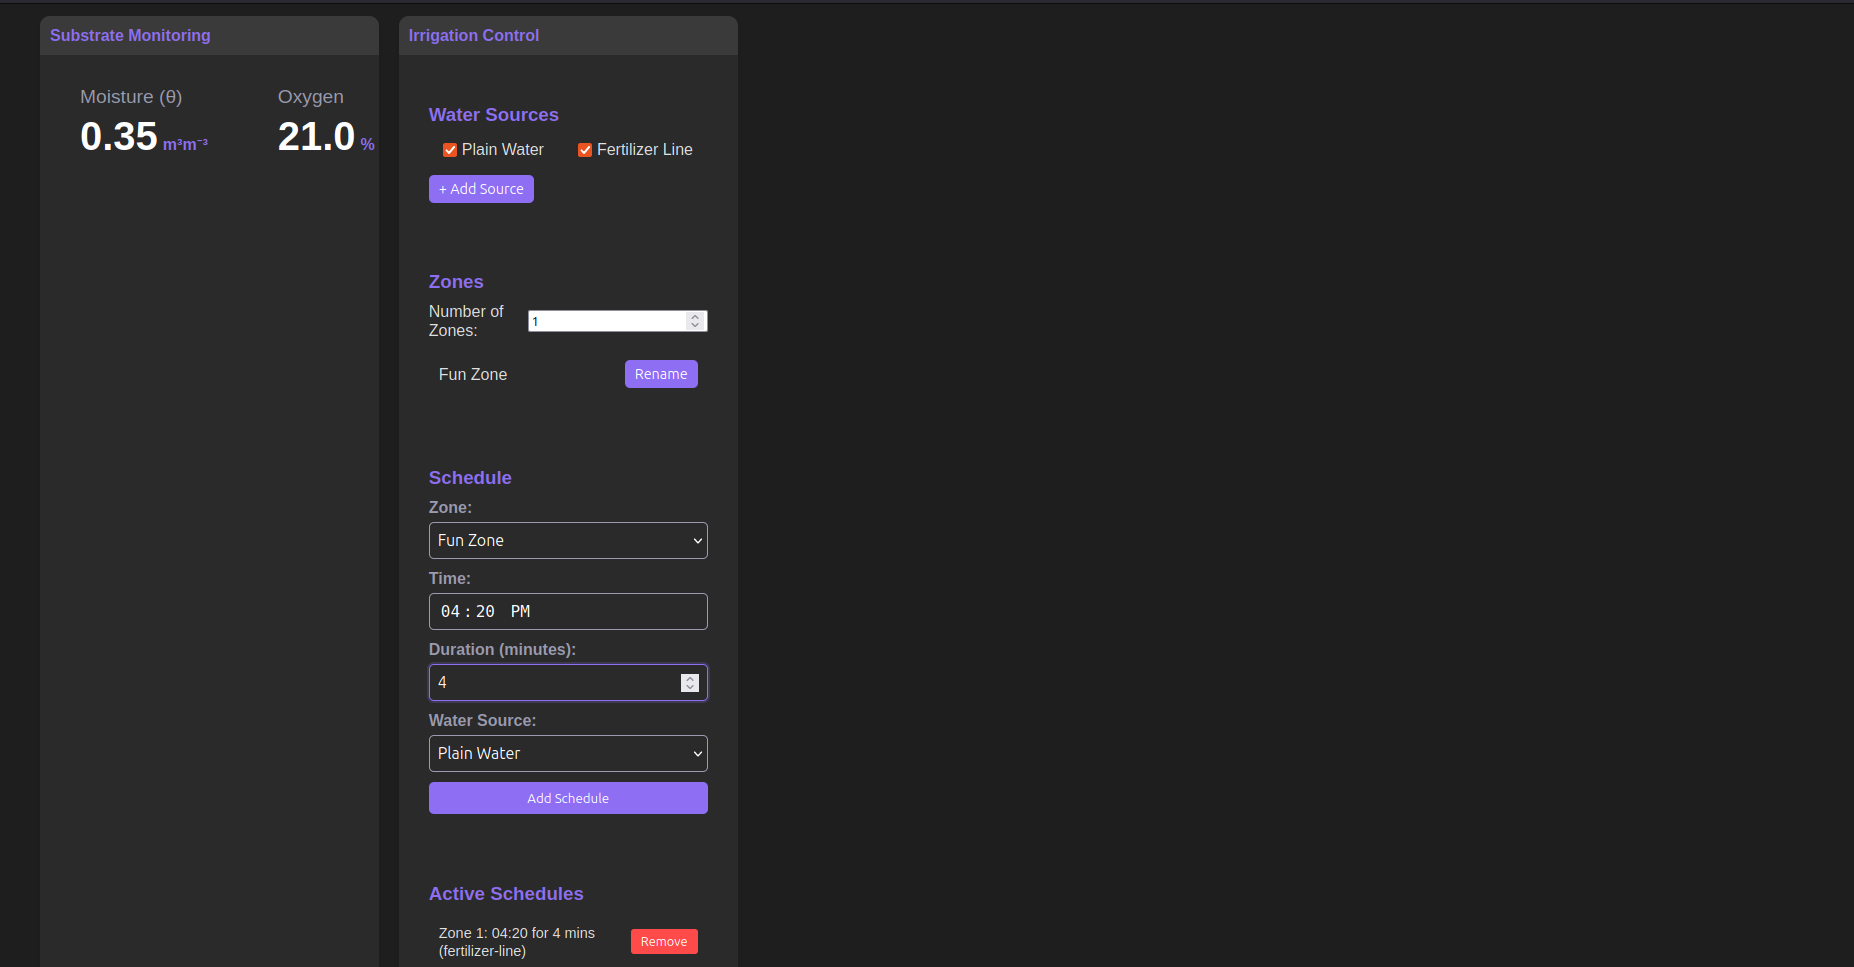 Substrate Monitoring
Moisture (θ)
0.35 m³m⁻³
Oxygen
21.0 %
Irrigation Control
Water Sources
Plain Water
Fertilizer Line
+ Add Source
Zones
Number of
Zones:
1
Fun Zone
Rename
Schedule
Zone:
Fun Zone
Time:
04:20 PM
Duration (minutes):
4
Water Source:
Plain Water
Add Schedule
Active Schedules
Zone 1: 04:20 for 4 mins
(fertilizer-line)
Remove